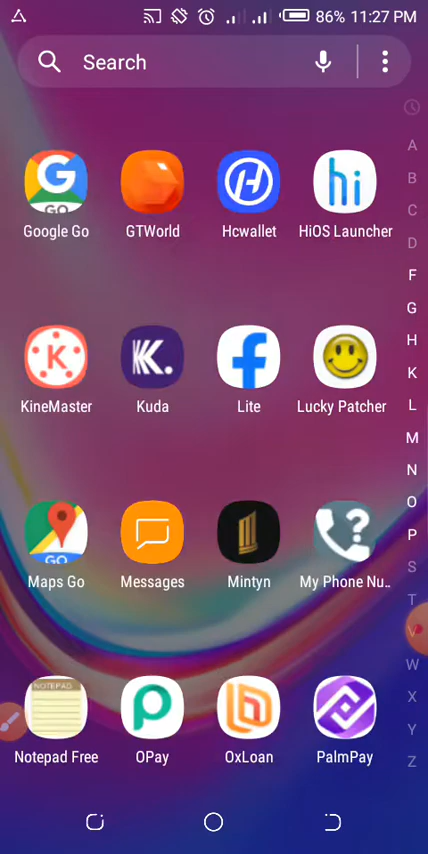 86% 11:27 PM
Search
A
B
C
D
F
G
H
K
L
M
N
O
P
S
T
V
W
X
Y
Z
G
GO
hi
Google Go
GTWorld
Hcwallet
HiOS Launcher
K
K.
f
KineMaster
Kuda
Lite
Lucky Patcher
GO
?
Maps Go
Messages
Mintyn
My Phone Nu..
NOTEPAD
Notepad Free
OPay
OxLoan
PalmPay